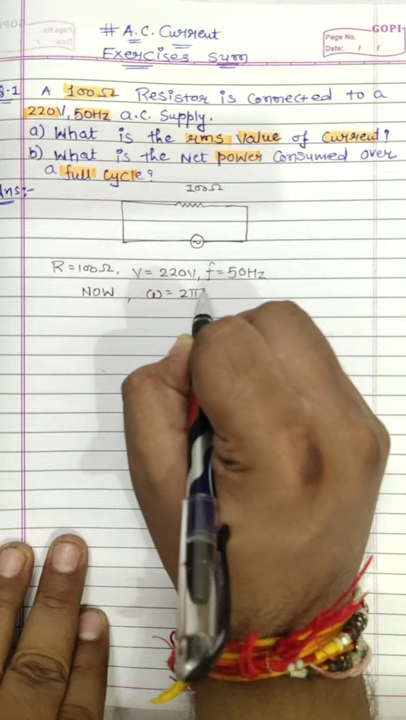 GOPI
Page No.
Date: / /
# A.C. Current
Exercises sum
Q-1 A 100Ω Resistor is connected to a
220V, 50Hz a.c. Supply.
a) What is the rms Value of Current?
b) What is the Net power Consumed over
a full cycle?
Ans:-
100Ω
R = 100Ω, V = 220V, f = 50Hz
NOW , ω = 2π